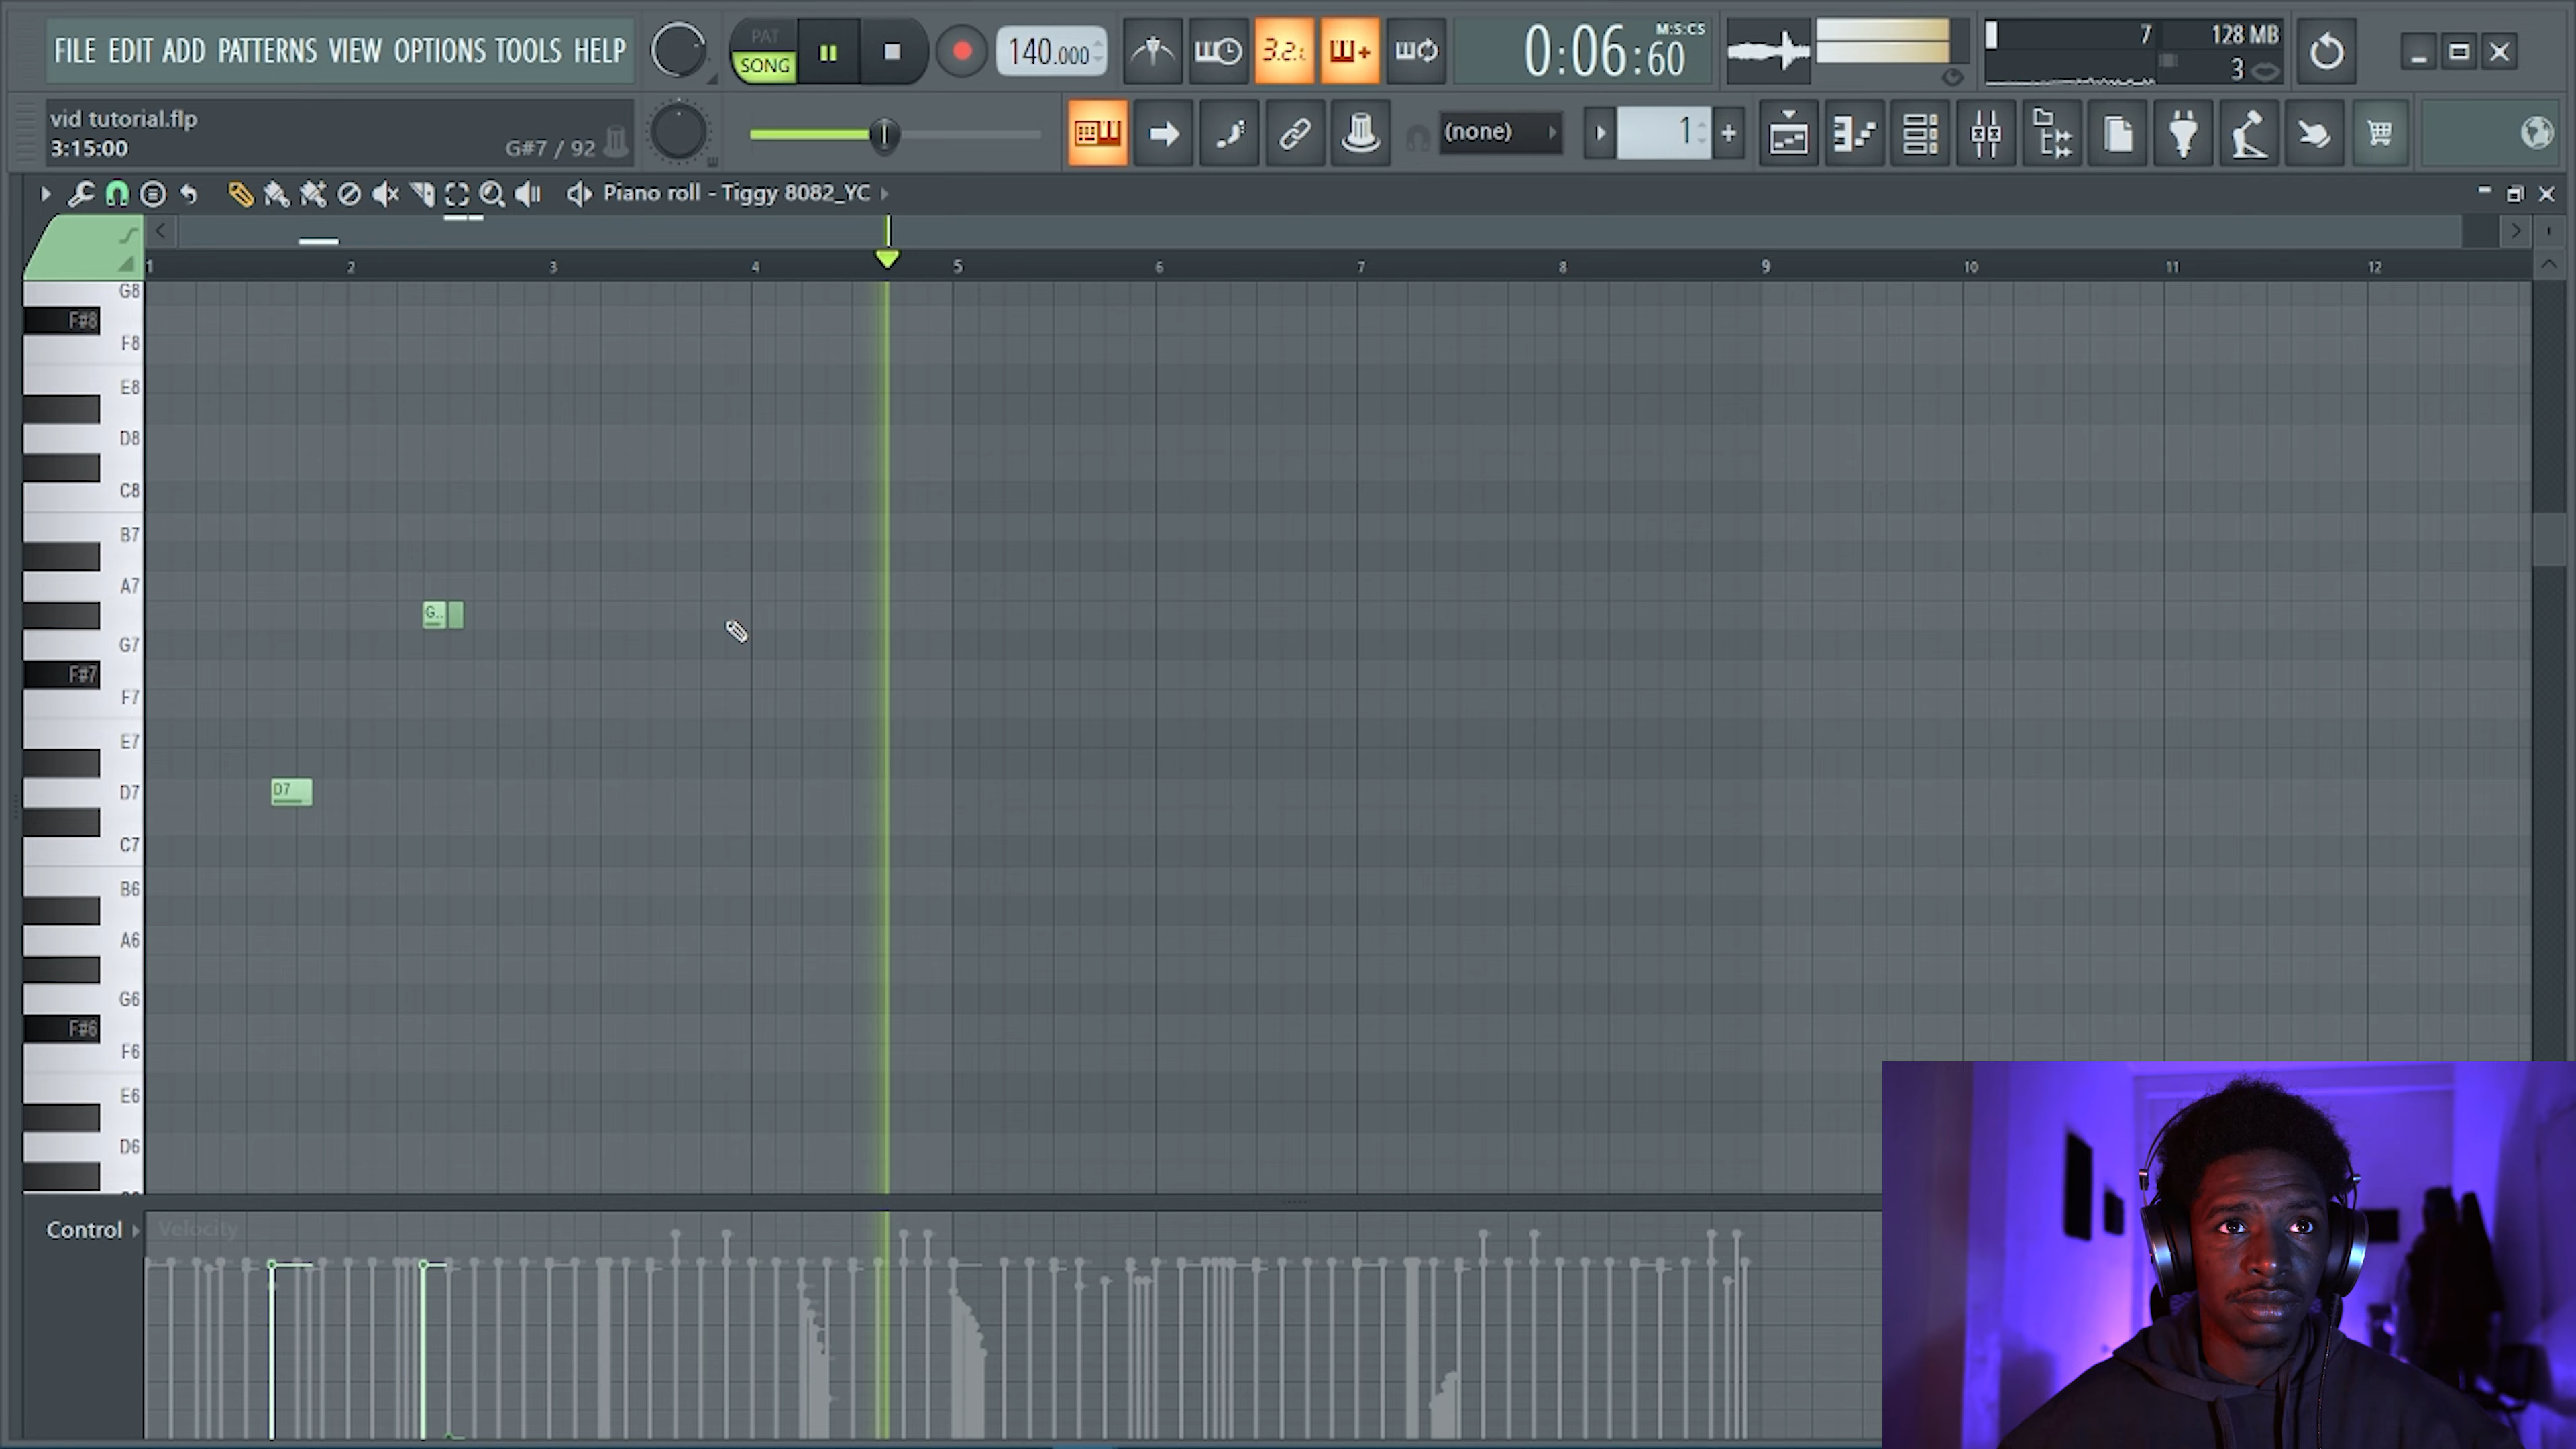 FILE EDIT ADD PATTERNS VIEW OPTIONS TOOLS HELP
PAT
SONG
140.000
3.2:
M:S:CS
0:06:60
7
128 MB
3
vid tutorial.flp
3:15:00
G#7 / 92
(none)
1
Piano roll - Tiggy 8082_YC
1 2 3 4 5 6 7 8 9 10 11 12
G8
F#8
F8
E8
D8
C8
B7
A7
G..
G7
F#7
F7
E7
D7
D7
C7
B6
A6
G6
F#6
F6
E6
D6
Control
Velocity